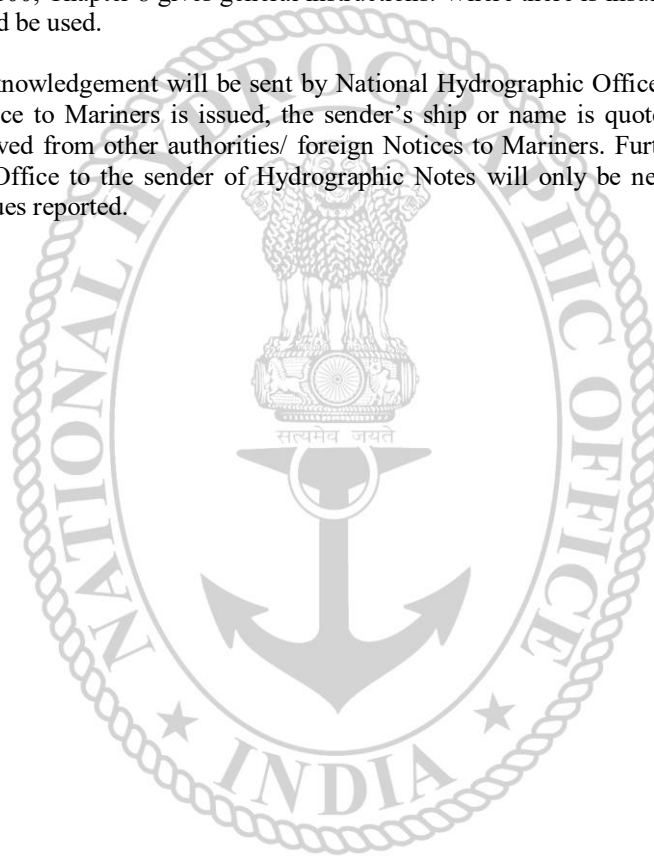 Chapter 8 gives general instructions. Where there is
d be used.
knowledgement will be sent by National Hydrographic Office
ce to Mariners is issued, the sender’s ship or name is quote
ved from other authorities/ foreign Notices to Mariners. Furt
Office to the sender of Hydrographic Notes will only be ne
ues reported.
NATIONAL HYDROGRAPHIC OFFICE
सत्यमेव जयते
INDIA